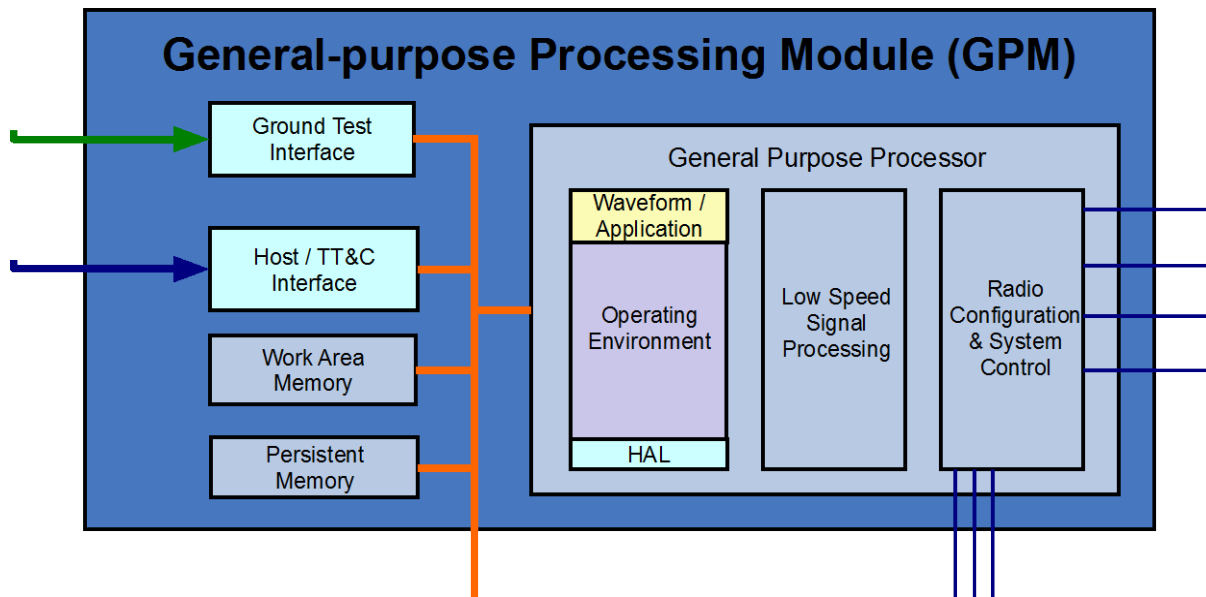 General-purpose Processing Module (GPM)
Ground Test
Interface
Host / TT&C
Interface
Work Area
Memory
Persistent
Memory
General Purpose Processor
Waveform /
Application
Operating
Environment
HAL
Low Speed
Signal
Processing
Radio
Configuration
& System
Control